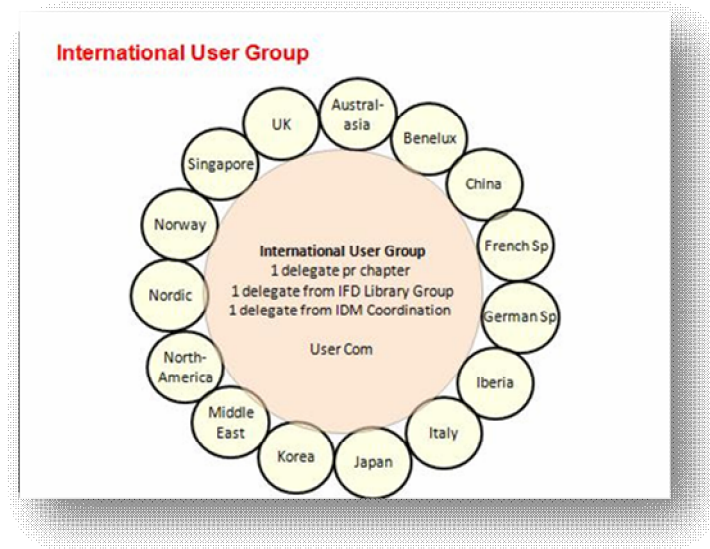 International User Group
Austral-
asia
Benelux
China
French Sp
German Sp
Iberia
Italy
Japan
Korea
Middle
East
North-
America
Nordic
Norway
Singapore
UK
International User Group
1 delegate pr chapter
1 delegate from IFD Library Group
1 delegate from IDM Coordination
User Com